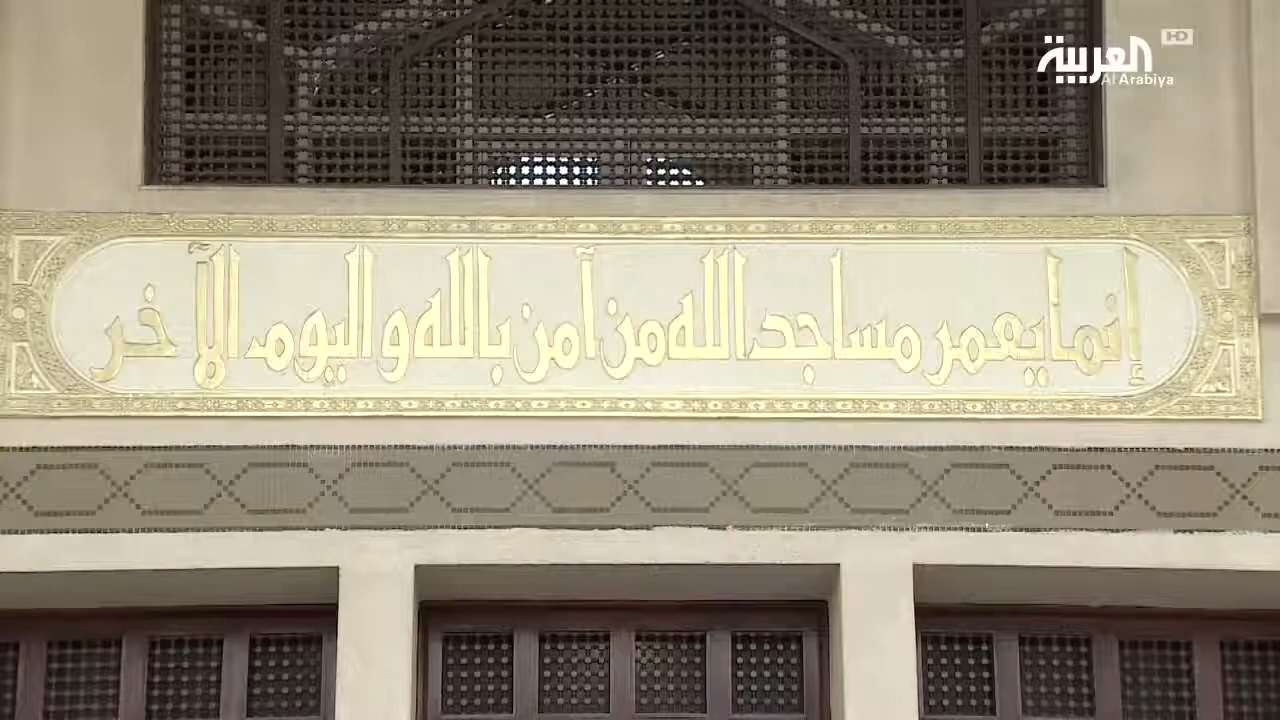 العربية HD
Al Arabiya
إنما يعمر مساجد الله من آمن بالله واليوم الآخر